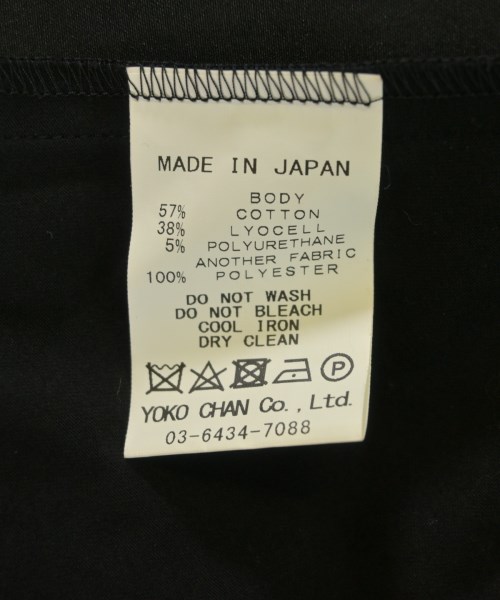 MADE IN JAPAN
BODY
57% COTTON
38% LYOCELL
5% POLYURETHANE
ANOTHER FABRIC
100% POLYESTER
DO NOT WASH
DO NOT BLEACH
COOL IRON
DRY CLEAN
P
YOKO CHAN Co., Ltd.
03-6434-7088